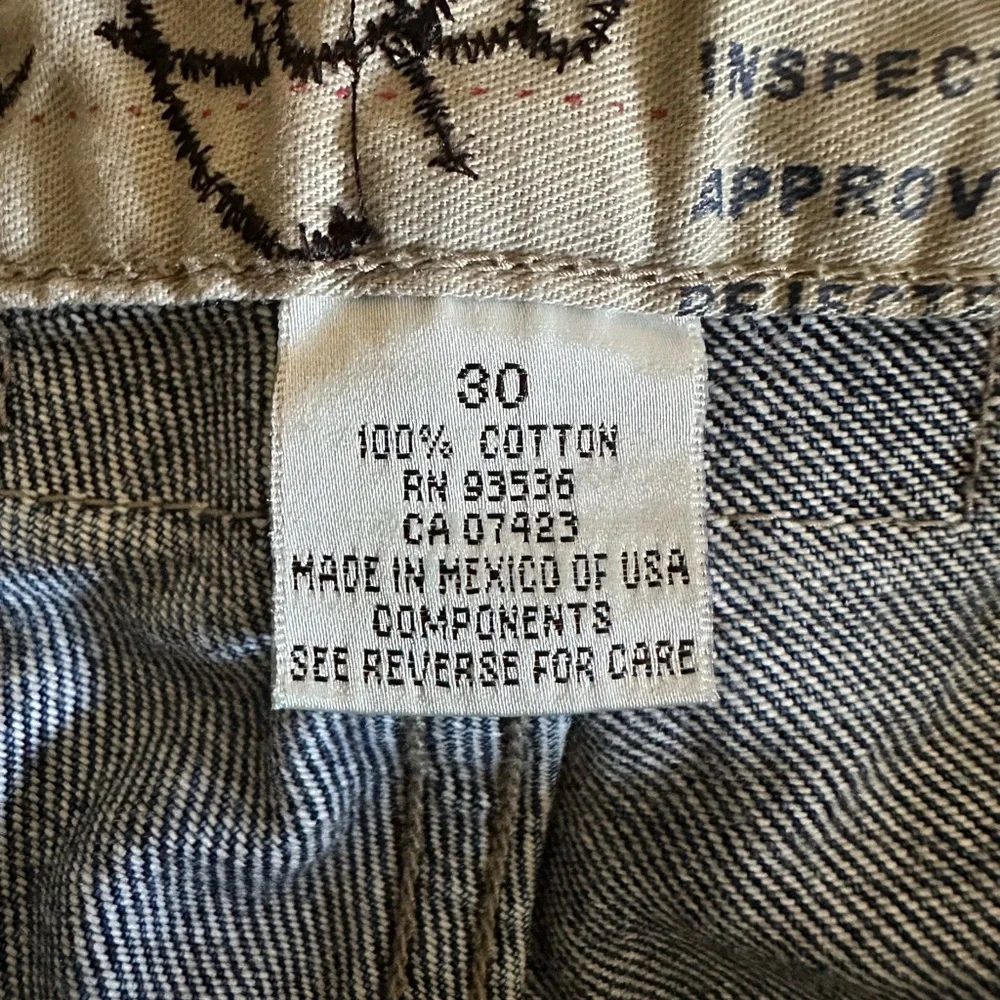 INSPECT
APPROV
REJECTE
30
100% COTTON
RN 93536
CA 07423
MADE IN MEXICO OF USA
COMPONENTS
SEE REVERSE FOR CARE